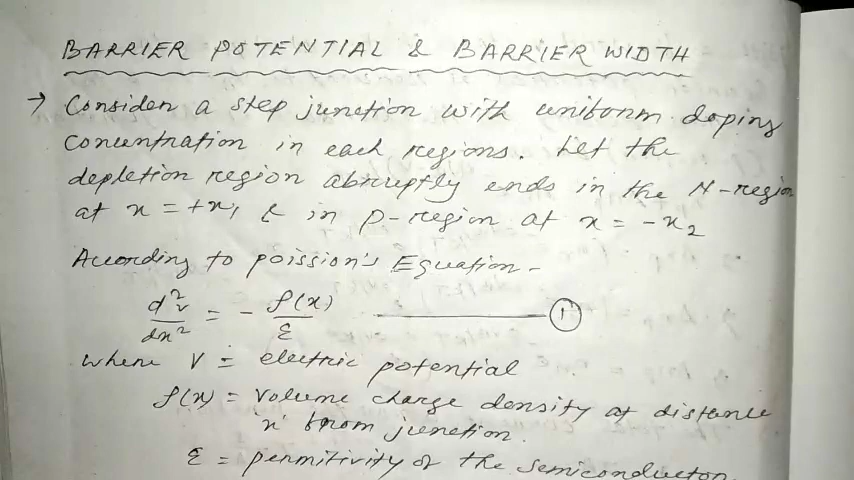 BARRIER POTENTIAL & BARRIER WIDTH
→ Consider a step junction with uniform doping
concentration in each regions. Let the
depletion region abruptly ends in the N-region
at x = +x₁ & in p-region at x = -x₂
According to poission's Equation -
d²v/dx² = - ρ(x)/ε ——— ①
where V = electric potential
ρ(x) = volume charge density at distance
'x' from junction.
ε = permitivity of the semiconductor.